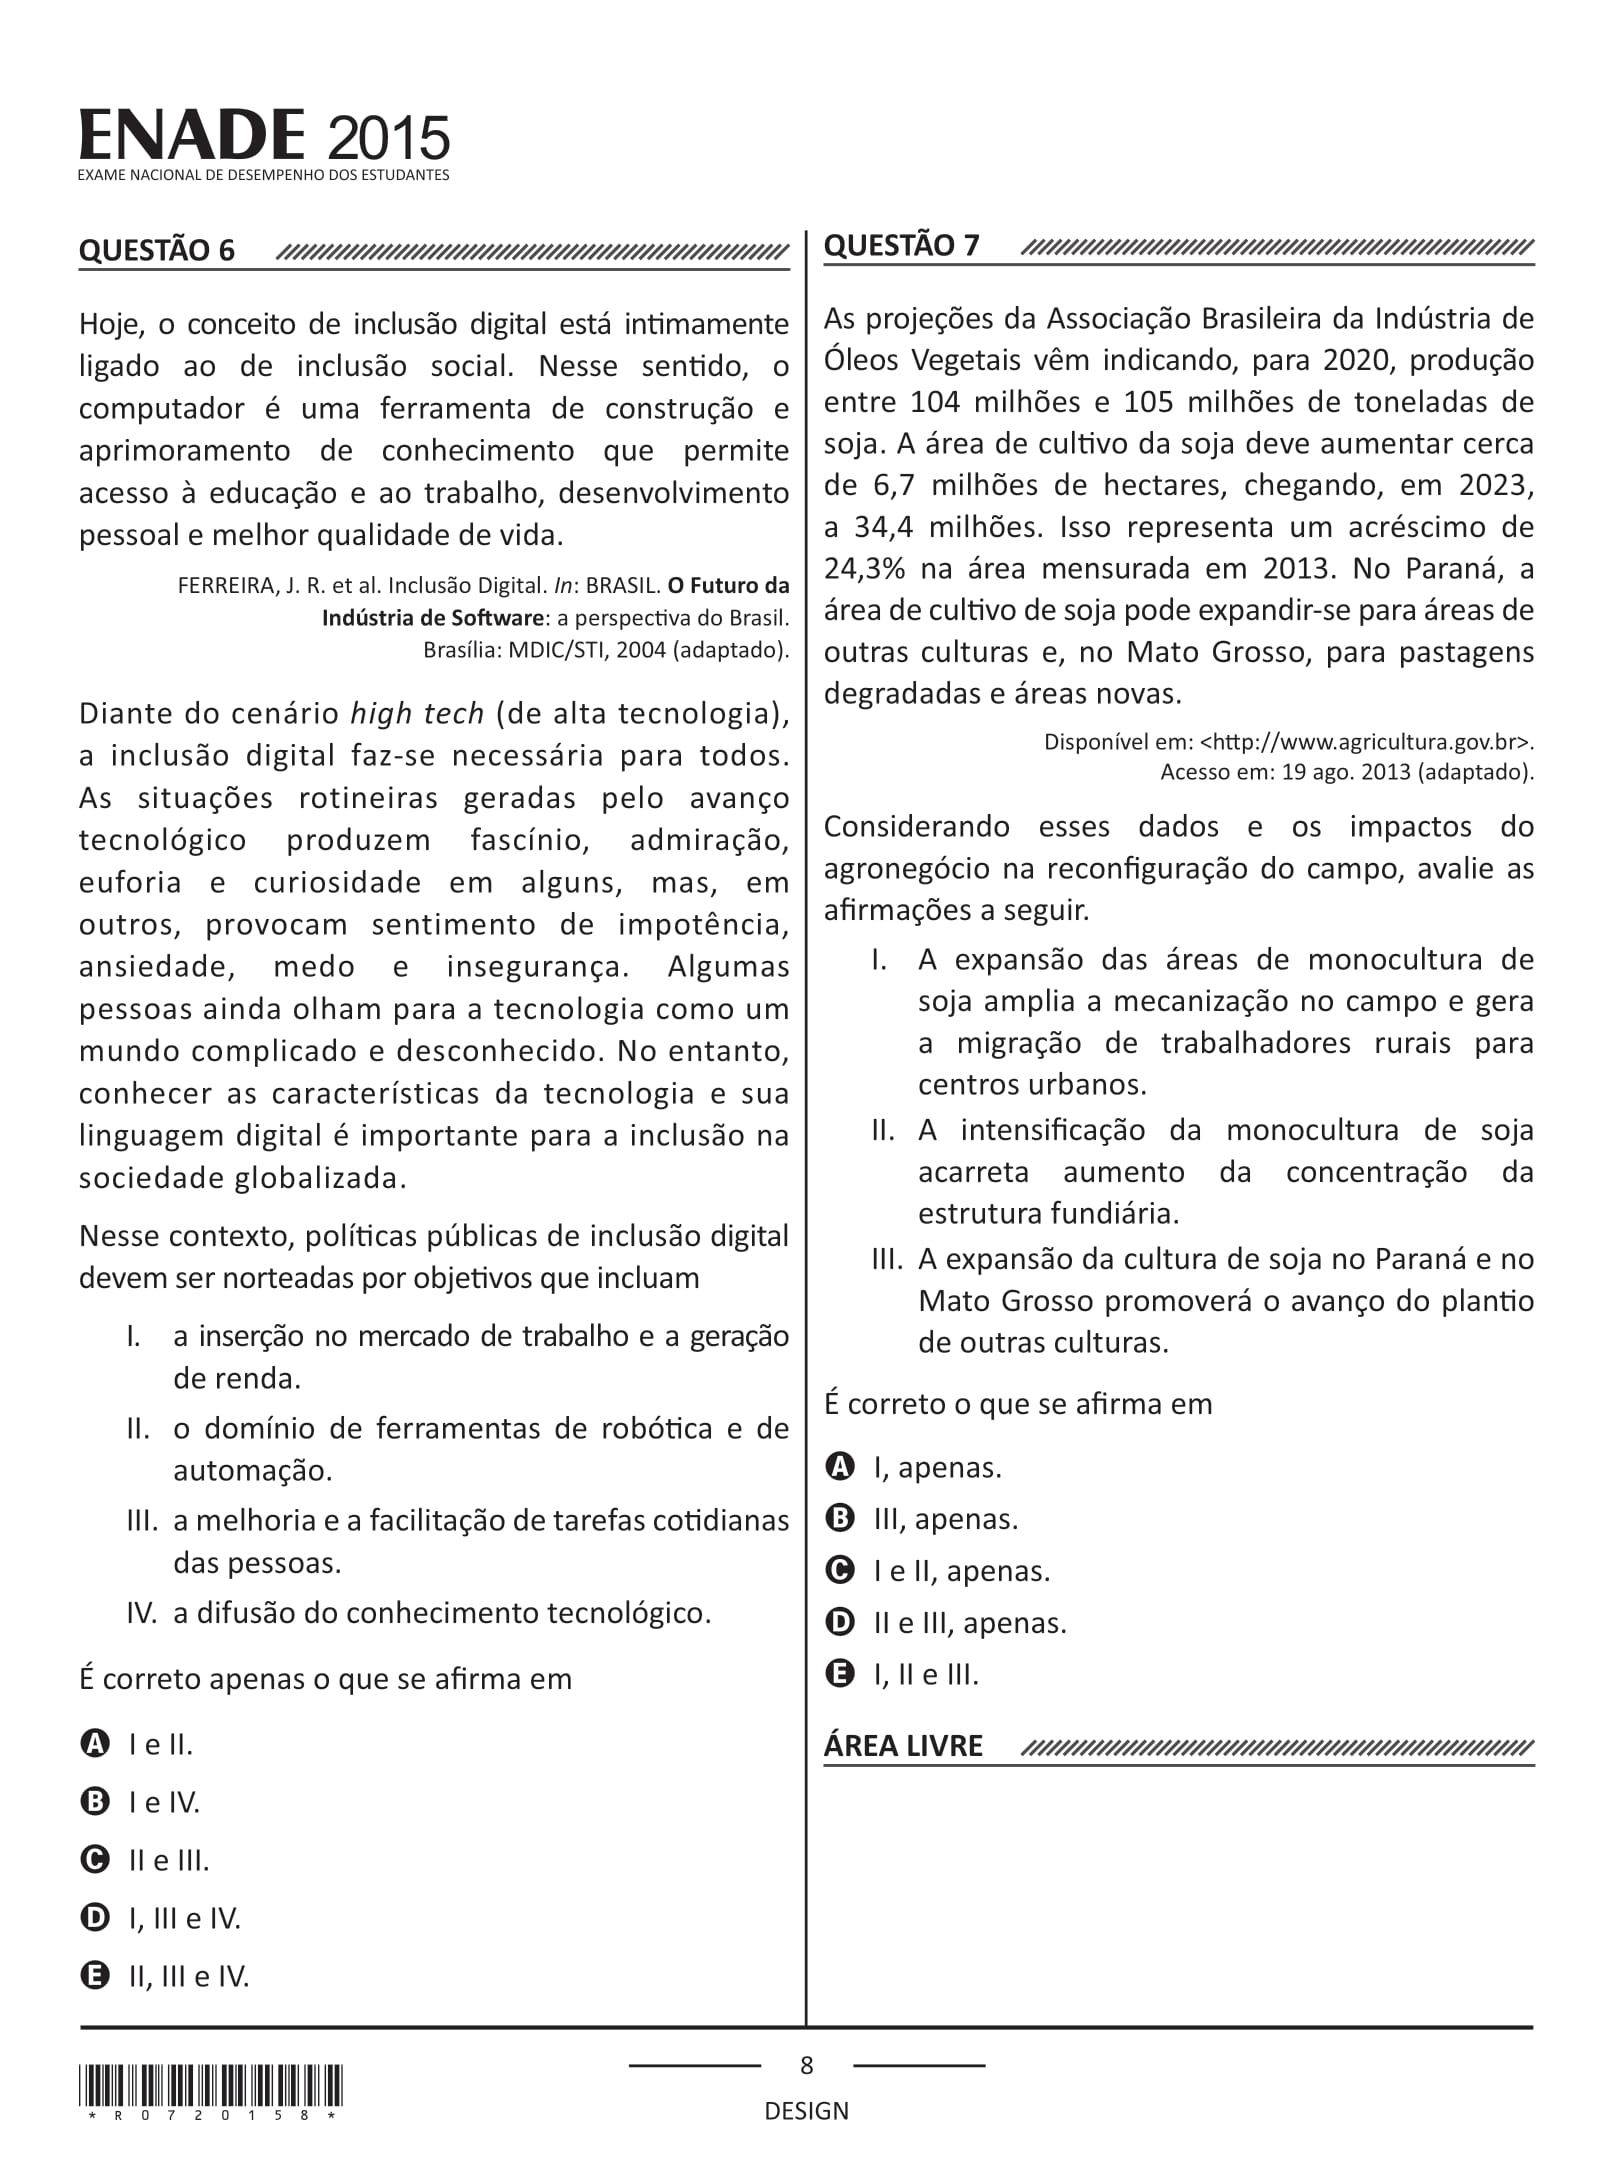 ENADE 2015
EXAME NACIONAL DE DESEMPENHO DOS ESTUDANTES
QUESTÃO 6
Hoje, o conceito de inclusão digital está intimamente
ligado ao de inclusão social. Nesse sentido, o
computador é uma ferramenta de construção e
aprimoramento de conhecimento que permite
acesso à educação e ao trabalho, desenvolvimento
pessoal e melhor qualidade de vida.
FERREIRA, J. R. et al. Inclusão Digital. In: BRASIL. O Futuro da
Indústria de Software: a perspectiva do Brasil.
Brasília: MDIC/STI, 2004 (adaptado).
Diante do cenário high tech (de alta tecnologia),
a inclusão digital faz-se necessária para todos.
As situações rotineiras geradas pelo avanço
tecnológico produzem fascínio, admiração,
euforia e curiosidade em alguns, mas, em
outros, provocam sentimento de impotência,
ansiedade, medo e insegurança. Algumas
pessoas ainda olham para a tecnologia como um
mundo complicado e desconhecido. No entanto,
conhecer as características da tecnologia e sua
linguagem digital é importante para a inclusão na
sociedade globalizada.
Nesse contexto, políticas públicas de inclusão digital
devem ser norteadas por objetivos que incluam
I. a inserção no mercado de trabalho e a geração
de renda.
II. o domínio de ferramentas de robótica e de
automação.
III. a melhoria e a facilitação de tarefas cotidianas
das pessoas.
IV. a difusão do conhecimento tecnológico.
É correto apenas o que se afirma em
A I e II.
B I e IV.
C II e III.
D I, III e IV.
E II, III e IV.
QUESTÃO 7
As projeções da Associação Brasileira da Indústria de
Óleos Vegetais vêm indicando, para 2020, produção
entre 104 milhões e 105 milhões de toneladas de
soja. A área de cultivo da soja deve aumentar cerca
de 6,7 milhões de hectares, chegando, em 2023,
a 34,4 milhões. Isso representa um acréscimo de
24,3% na área mensurada em 2013. No Paraná, a
área de cultivo de soja pode expandir-se para áreas de
outras culturas e, no Mato Grosso, para pastagens
degradadas e áreas novas.
Disponível em: <http://www.agricultura.gov.br>.
Acesso em: 19 ago. 2013 (adaptado).
Considerando esses dados e os impactos do
agronegócio na reconfiguração do campo, avalie as
afirmações a seguir.
I. A expansão das áreas de monocultura de
soja amplia a mecanização no campo e gera
a migração de trabalhadores rurais para
centros urbanos.
II. A intensificação da monocultura de soja
acarreta aumento da concentração da
estrutura fundiária.
III. A expansão da cultura de soja no Paraná e no
Mato Grosso promoverá o avanço do plantio
de outras culturas.
É correto o que se afirma em
A I, apenas.
B III, apenas.
C I e II, apenas.
D II e III, apenas.
E I, II e III.
ÁREA LIVRE
*R0720158*
8
DESIGN